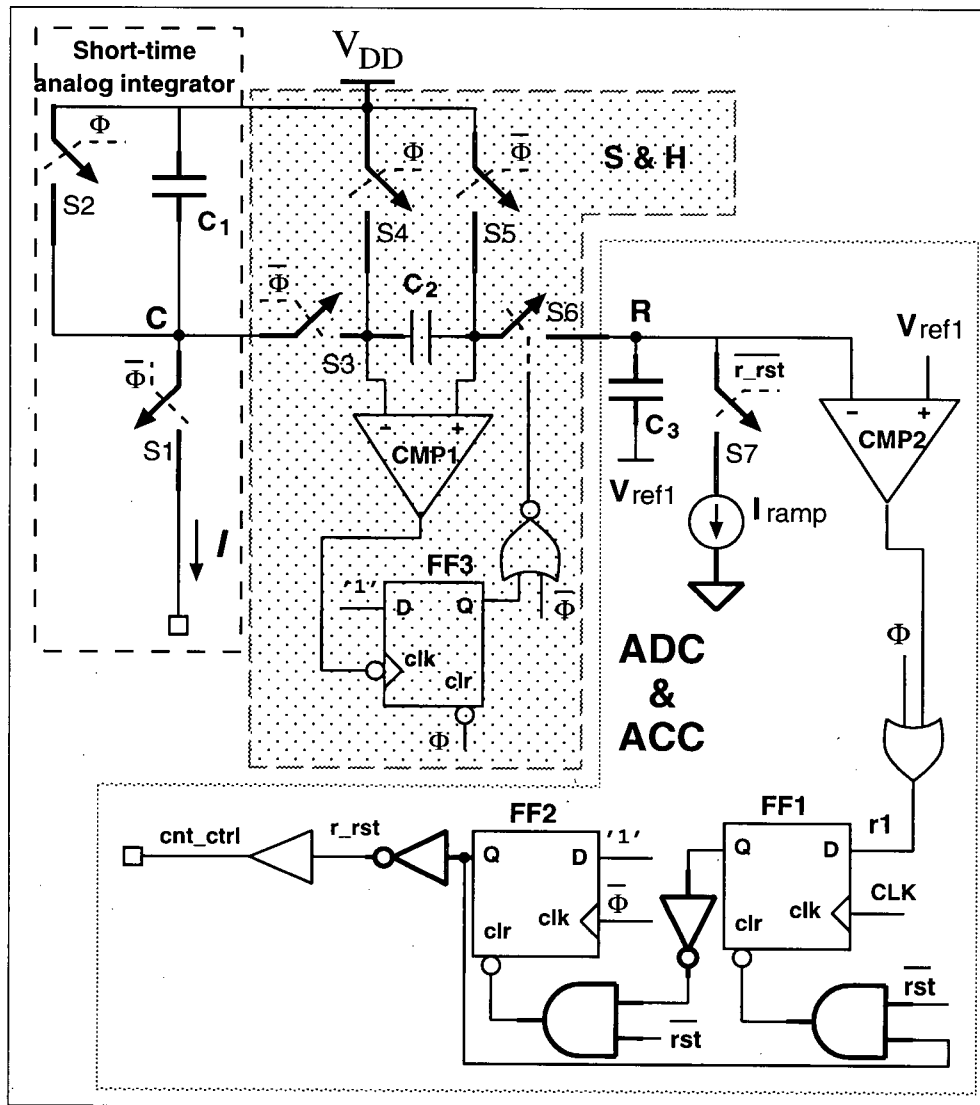 Short-time
analog integrator
V_DD
Φ
S2
C1
Φ
S4
Φ̅
S5
S & H
C
Φ̅
S3
C2
S6
R
V_ref1
Φ̅
S1
I
−
+
CMP1
C3
V_ref1
r_rst
S7
I ramp
−
+
CMP2
FF3
'1'
D
Q
clk
clr
Φ̅
Φ
ADC
&
ACC
Φ
cnt_ctrl
r_rst
FF2
Q
D
'1'
clk
Φ̅
clr
FF1
Q
D
r1
clk
CLK
clr
rst
rst